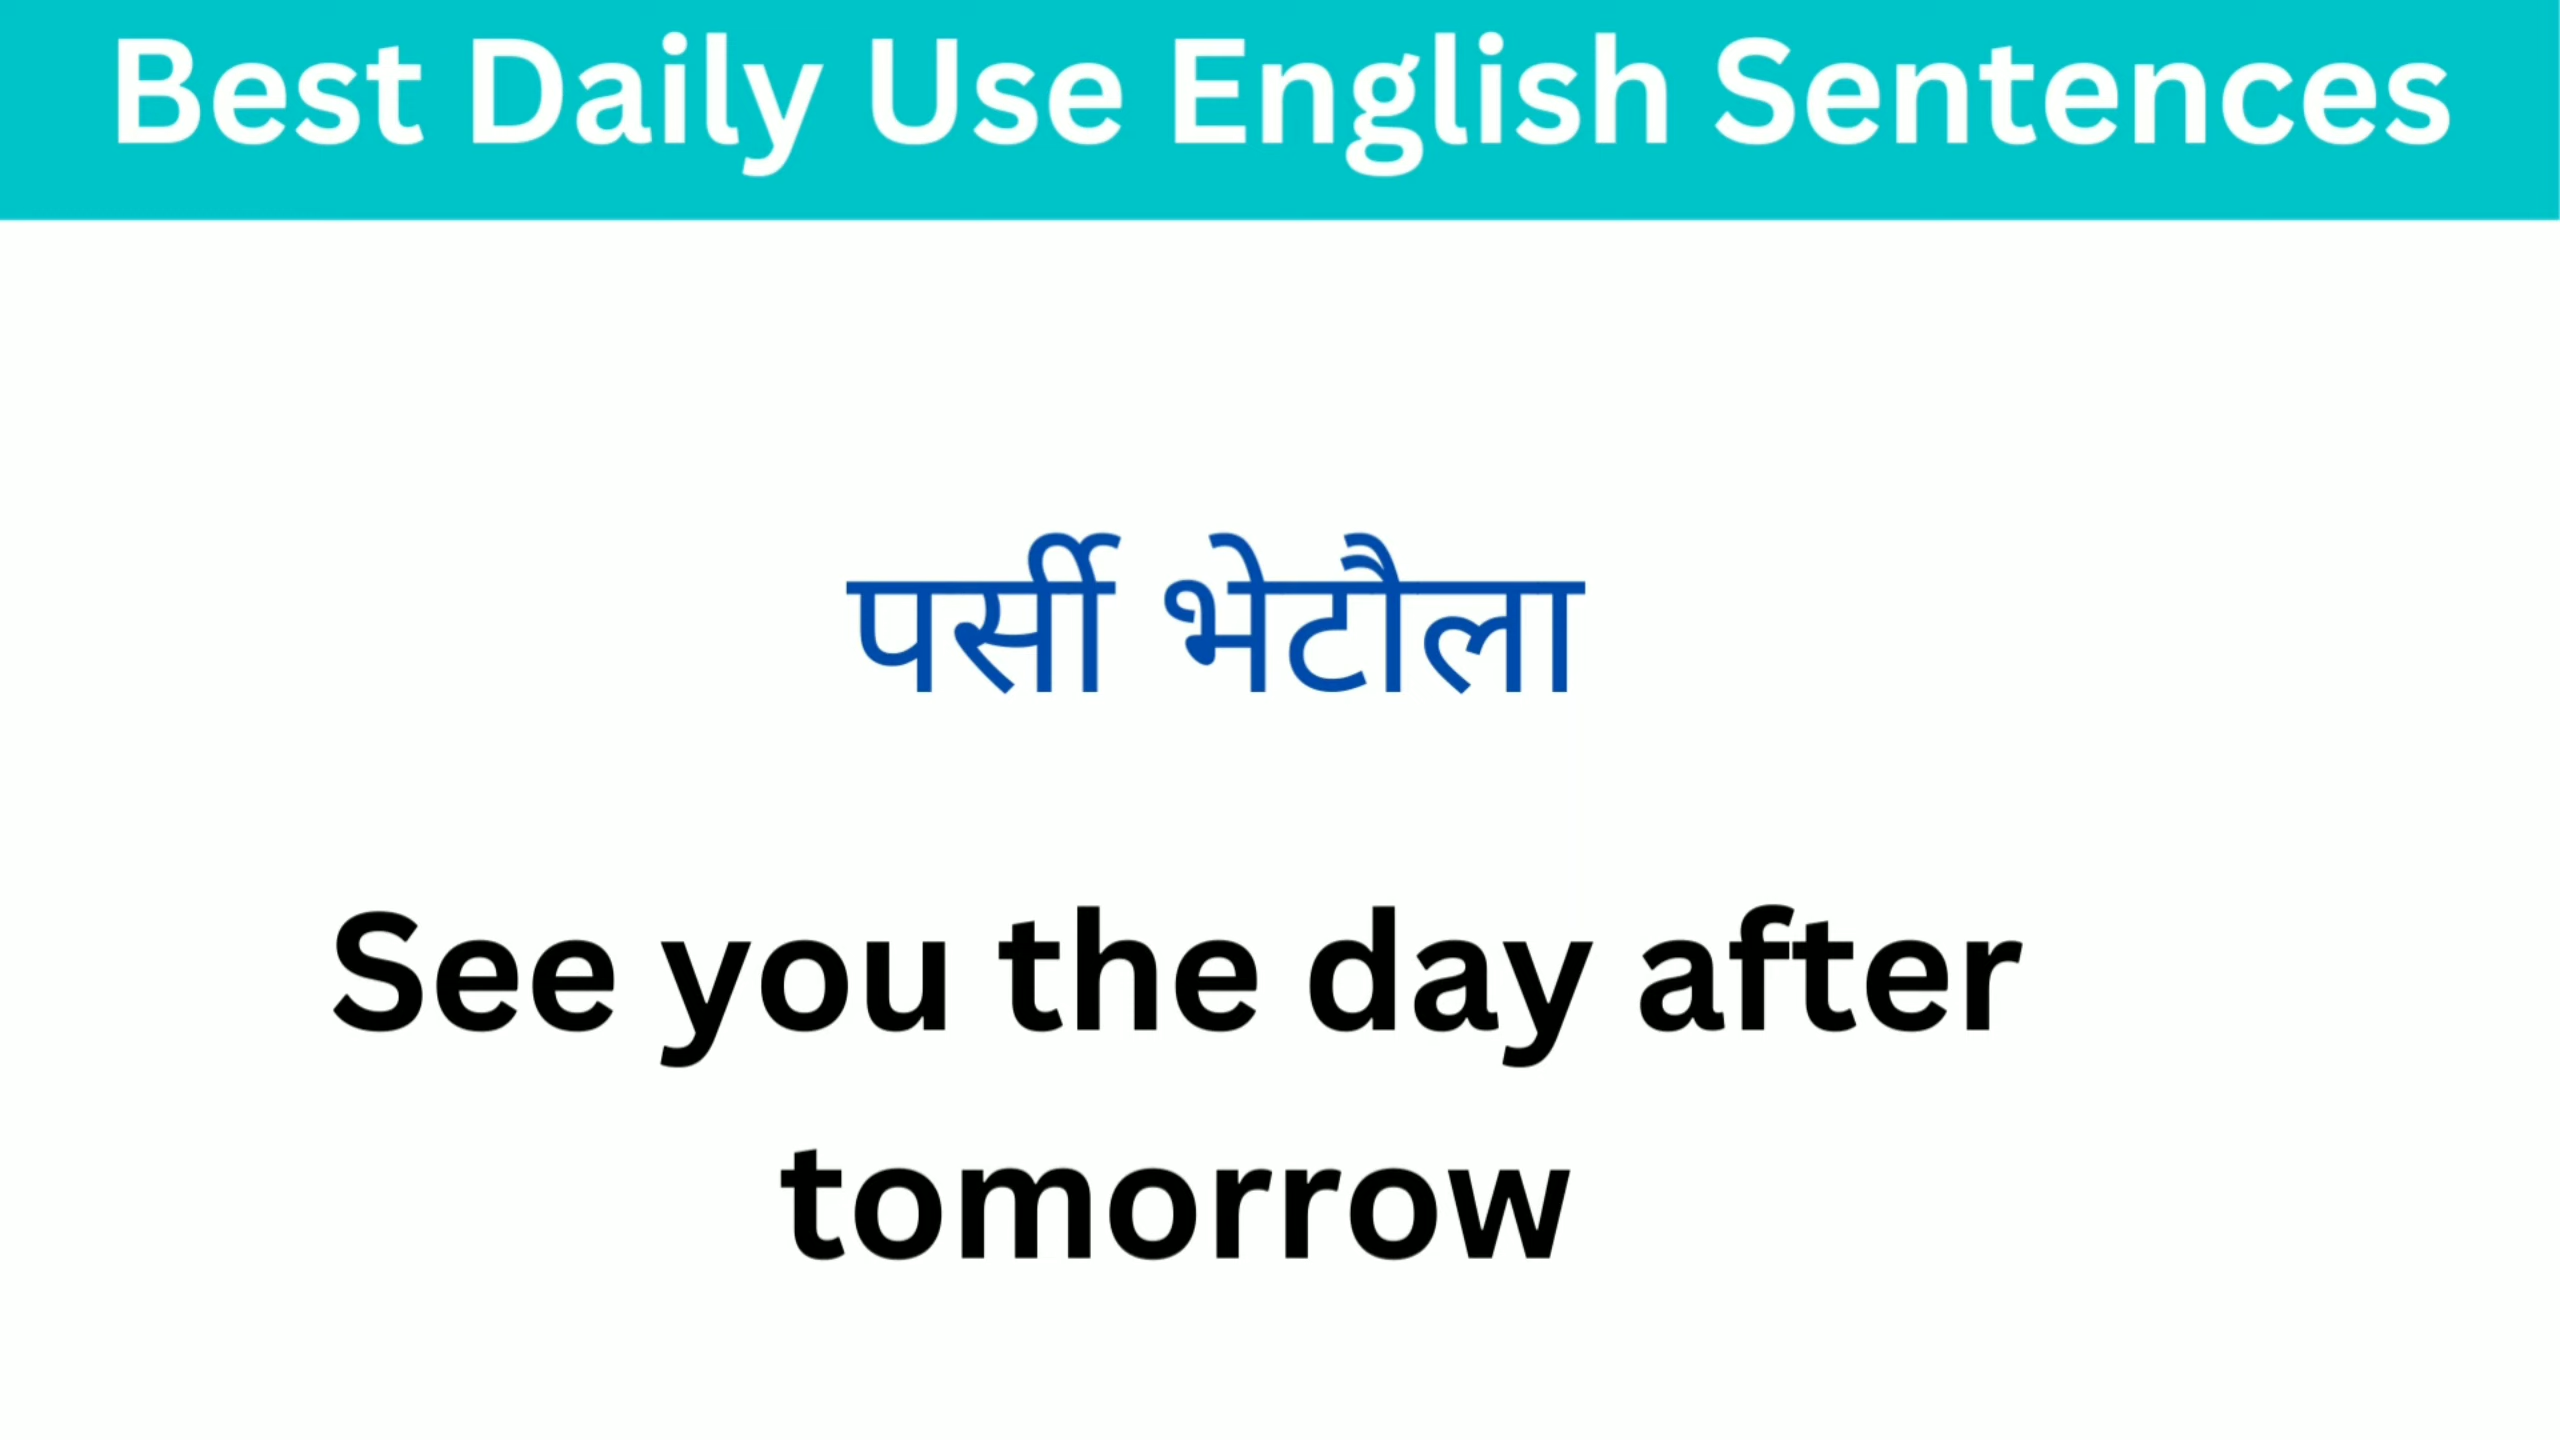 Best Daily Use English Sentences
पर्सी भेटौला
See you the day after
tomorrow